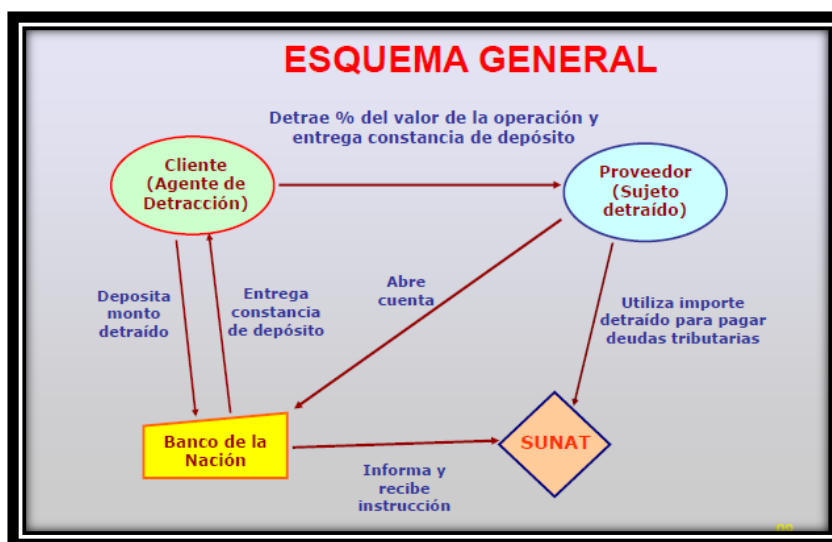 ESQUEMA GENERAL
Detrae % del valor de la operación y
entrega constancia de depósito
Cliente
(Agente de
Detracción)
Proveedor
(Sujeto
detraído)
Deposita
monto
detraído
Entrega
constancia
de depósito
Abre
cuenta
Utiliza importe
detraído para pagar
deudas tributarias
Banco de la
Nación
SUNAT
Informa y
recibe
instrucción